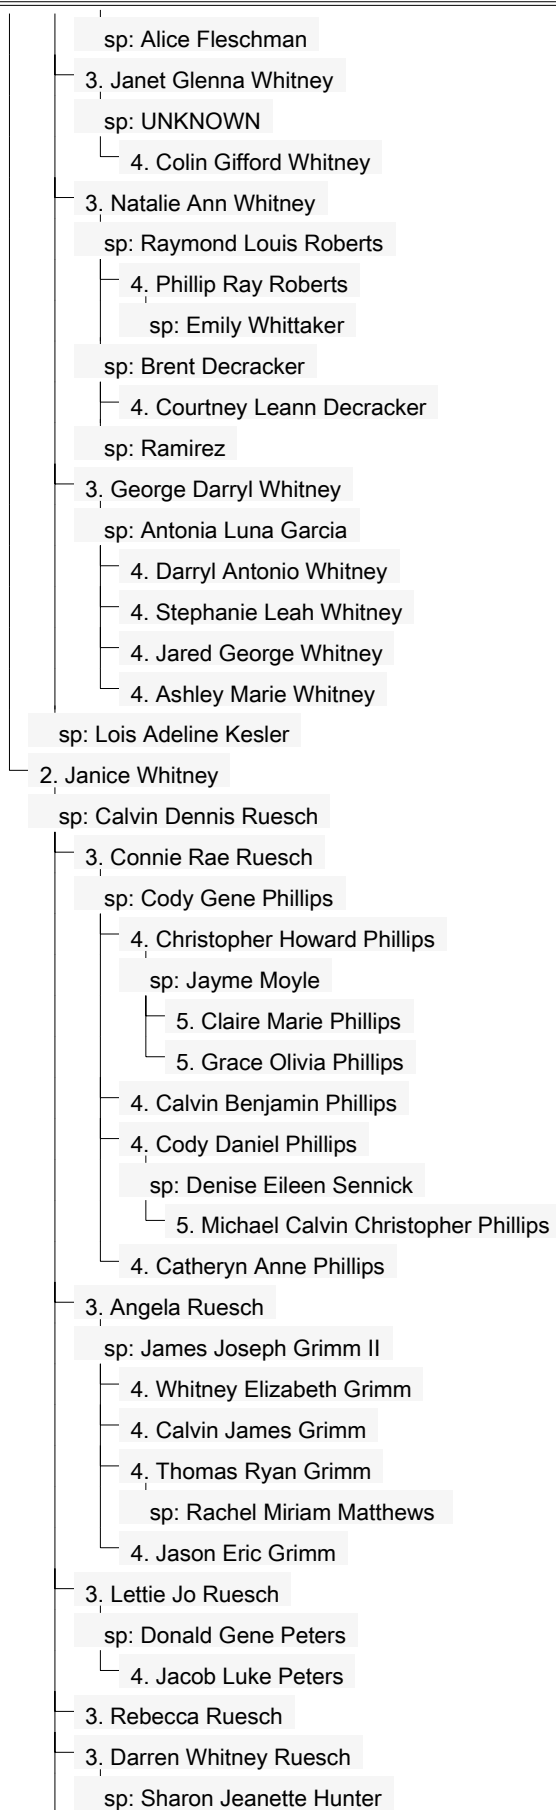 sp: Alice Fleschman
3. Janet Glenna Whitney
sp: UNKNOWN
4. Colin Gifford Whitney
3. Natalie Ann Whitney
sp: Raymond Louis Roberts
4. Phillip Ray Roberts
sp: Emily Whittaker
sp: Brent Decracker
4. Courtney Leann Decracker
sp: Ramirez
3. George Darryl Whitney
sp: Antonia Luna Garcia
4. Darryl Antonio Whitney
4. Stephanie Leah Whitney
4. Jared George Whitney
4. Ashley Marie Whitney
sp: Lois Adeline Kesler
2. Janice Whitney
sp: Calvin Dennis Ruesch
3. Connie Rae Ruesch
sp: Cody Gene Phillips
4. Christopher Howard Phillips
sp: Jayme Moyle
5. Claire Marie Phillips
5. Grace Olivia Phillips
4. Calvin Benjamin Phillips
4. Cody Daniel Phillips
sp: Denise Eileen Sennick
5. Michael Calvin Christopher Phillips
4. Catheryn Anne Phillips
3. Angela Ruesch
sp: James Joseph Grimm II
4. Whitney Elizabeth Grimm
4. Calvin James Grimm
4. Thomas Ryan Grimm
sp: Rachel Miriam Matthews
4. Jason Eric Grimm
3. Lettie Jo Ruesch
sp: Donald Gene Peters
4. Jacob Luke Peters
3. Rebecca Ruesch
3. Darren Whitney Ruesch
sp: Sharon Jeanette Hunter